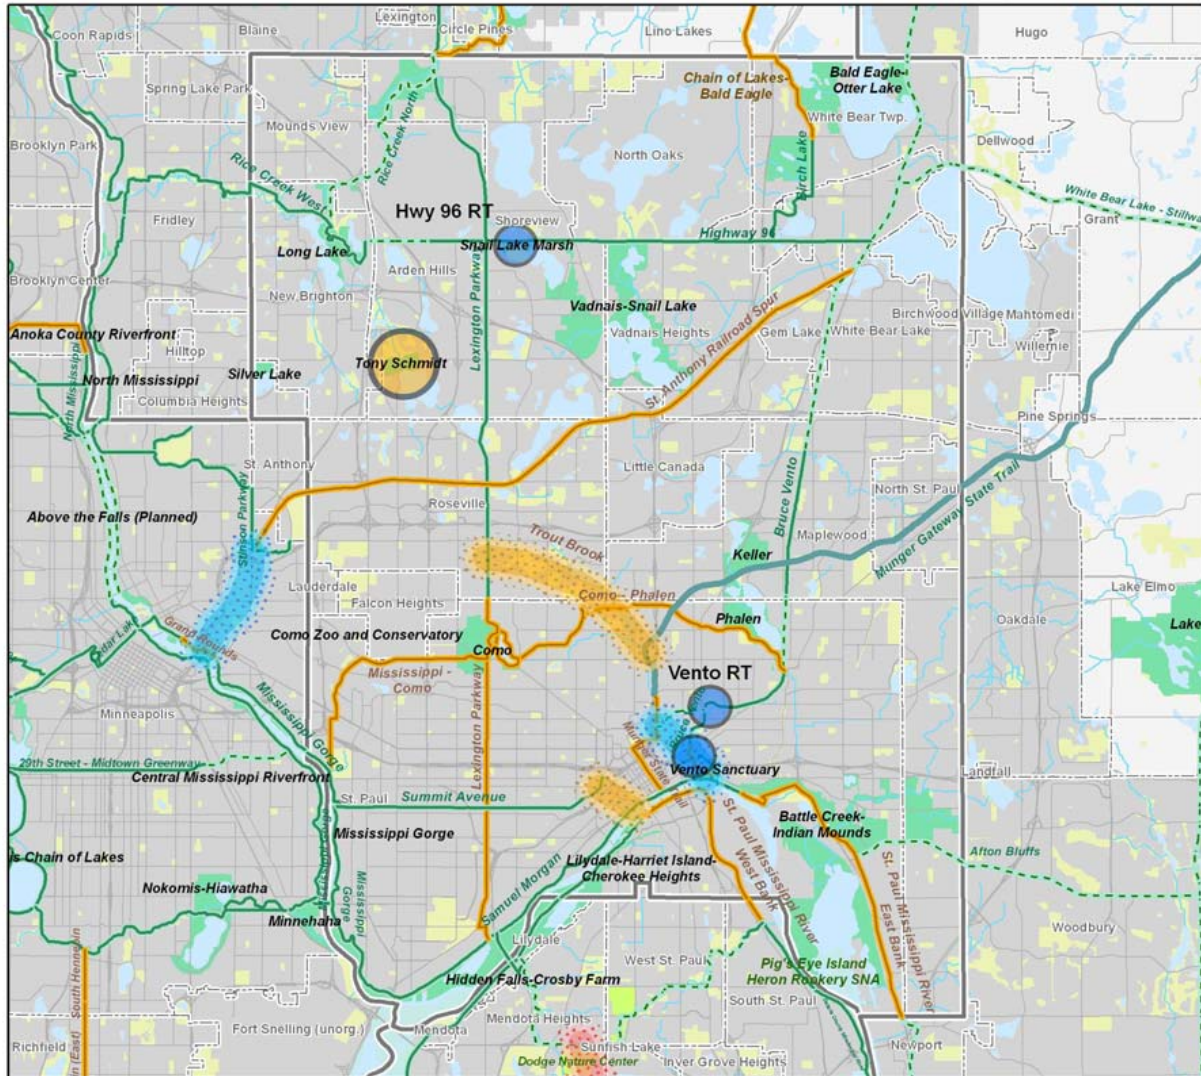 Coon Rapids
Blaine
Lexington
Circle Pines
Lino Lakes
Hugo
Spring Lake Park
Chain of Lakes-
Bald Eagle
Bald Eagle-
Otter Lake
White Bear Twp.
Mounds View
Rice Creek North
Brooklyn Park
North Oaks
Dellwood
Rice Creek West
Birch Lake
White Bear Lake - Stillwa
Grant
Fridley
Hwy 96 RT
Shoreview
Snail Lake Marsh
Highway 96
Long Lake
Arden Hills
Brooklyn Center
New Brighton
Lexington Parkway
Vadnais-Snail Lake
Vadnais Heights
St. Anthony Railroad Spur
Gem Lake
White Bear Lake
Birchwood Village
Mahtomedi
Willernie
Anoka County Riverfront
Hilltop
Tony Schmidt
Silver Lake
North Mississippi
North Mississippi
Columbia Heights
Pine Springs
St. Anthony
Little Canada
Bruce Vento
North St. Paul
Munger Gateway State Trail
Roseville
Above the Falls (Planned)
Stinson Parkway
Trout Brook
Maplewood
Keller
Lauderdale
Falcon Heights
Como - Phalen
Lake Elmo
Phalen
Oakdale
Lake
Cedar Lake
Grand Rounds
Como Zoo and Conservatory
Como
Mississippi -
Como
Vento RT
Minneapolis
Mississippi Gorge
Lexington Parkway
29th Street - Midtown Greenway
Central Mississippi Riverfront
Vento Sanctuary
Landfall
St. Paul
Summit Avenue
State Trail
Mississippi Gorge
Battle Creek-
Indian Mounds
is Chain of Lakes
Lilydale-Harriet Island-
Cherokee Heights
St. Paul Mississippi River
West Bank
St. Paul Mississippi River
East Bank
Afton Bluffs
Nokomis-Hiawatha
Mississippi
Gorge
Minnehaha
Samuel Morgan
Woodbury
Lilydale
West St. Paul
Pig's Eye Island
Heron Rookery SNA
Hidden Falls-Crosby Farm
South St. Paul
South Hennepin
(East)
Richfield
Fort Snelling (unorg.)
Mendota
Mendota Heights
Sunfish Lake
Dodge Nature Center
Inver Grove Heights
Newport